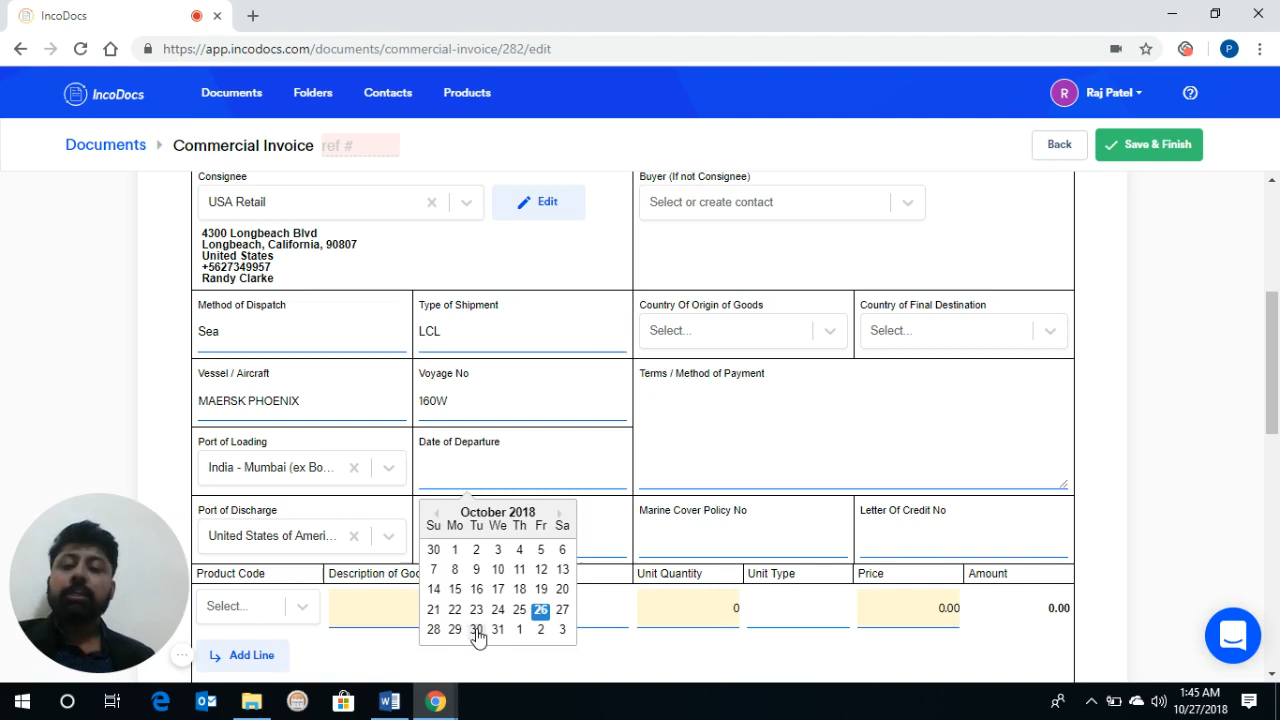 IncoDocs
https://app.incodocs.com/documents/commercial-invoice/282/edit
P
IncoDocs Documents Folders Contacts Products R Raj Patel ?
Documents Commercial Invoice ref # Back Save & Finish
Consignee Buyer (If not Consignee)
USA Retail Edit Select or create contact
4300 Longbeach Blvd
Longbeach, California, 90807
United States
+5627349957
Randy Clarke
Method of Dispatch Type of Shipment Country Of Origin of Goods Country of Final Destination
Sea LCL Select... Select...
Vessel / Aircraft Voyage No Terms / Method of Payment
MAERSK PHOENIX 160W
Port of Loading Date of Departure
India - Mumbai (ex Bo...
Port of Discharge Marine Cover Policy No Letter Of Credit No
United States of Ameri...
October 2018
Su Mo Tu We Th Fr Sa
30 1 2 3 4 5 6
7 8 9 10 11 12 13
14 15 16 17 18 19 20
21 22 23 24 25 26 27
28 29 30 31 1 2 3
Product Code Description of Goo Unit Quantity Unit Type Price Amount
Select... 0 0.00 0.00
Add Line
1:45 AM
10/27/2018